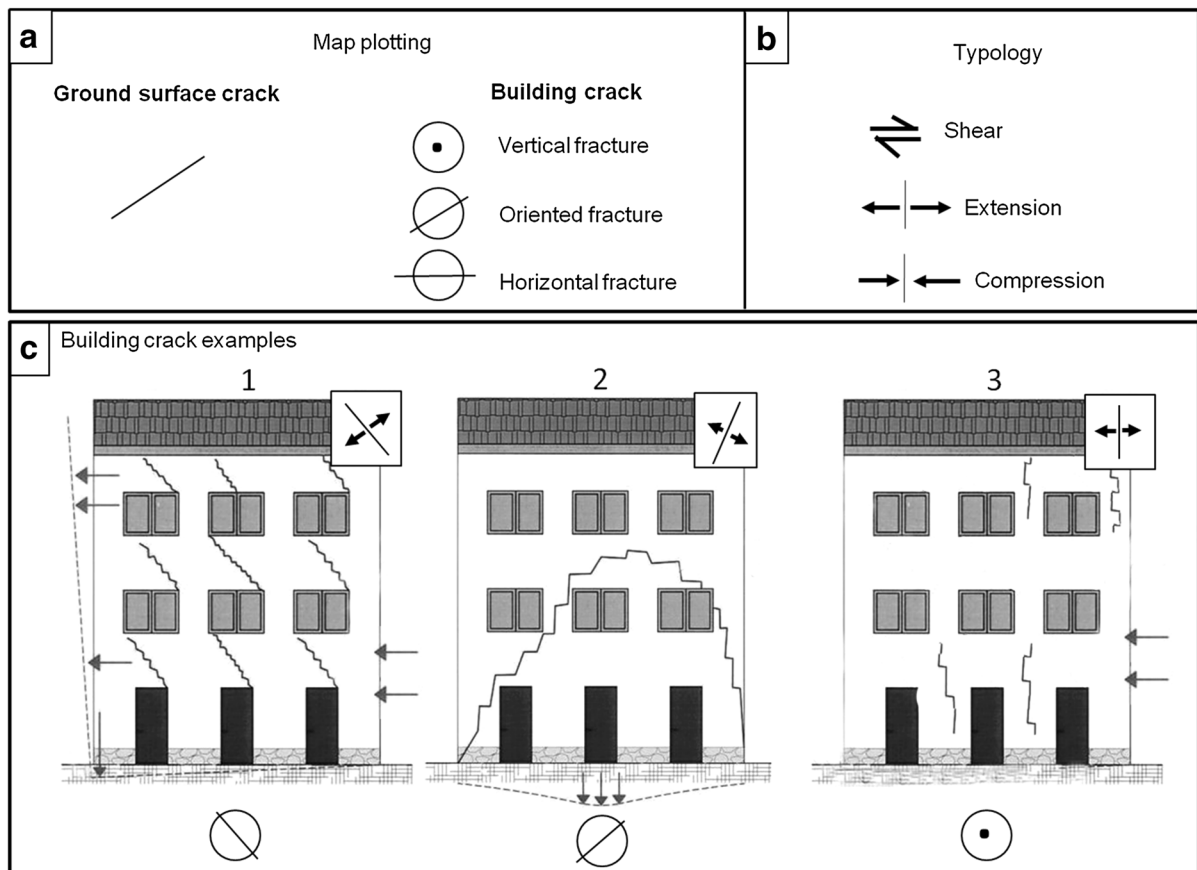 a
Map plotting
Ground surface crack
Building crack
Vertical fracture
Oriented fracture
Horizontal fracture
b
Typology
Shear
Extension
Compression
c
Building crack examples
1
2
3